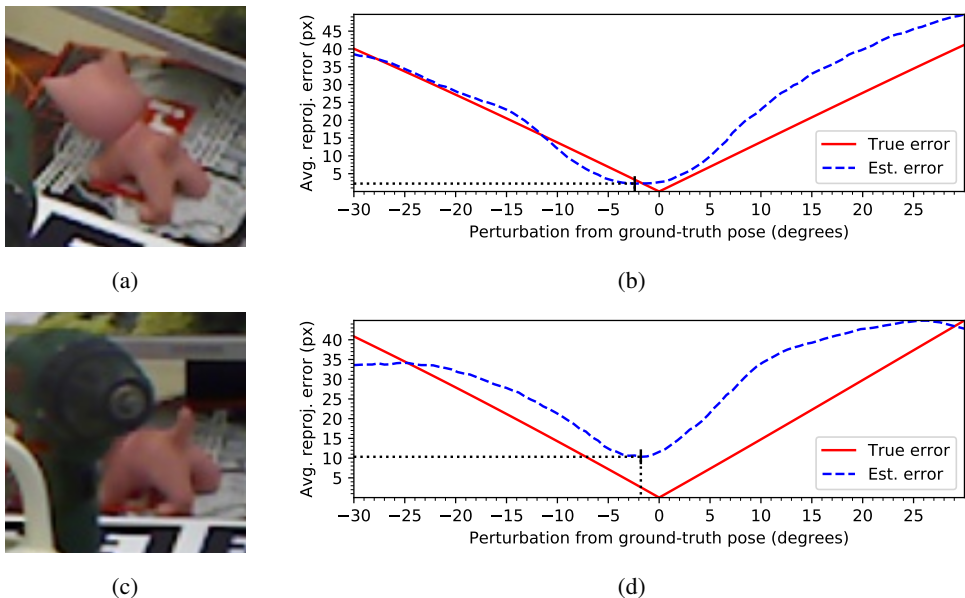 Avg. reproj. error (px)
45
40
35
30
25
20
15
10
5
True error
Est. error
−30 −25 −20 −15 −10 −5 0 5 10 15 20 25
Perturbation from ground-truth pose (degrees)
(a)
(b)
Avg. reproj. error (px)
40
35
30
25
20
15
10
5
True error
Est. error
−30 −25 −20 −15 −10 −5 0 5 10 15 20 25
Perturbation from ground-truth pose (degrees)
(c)
(d)